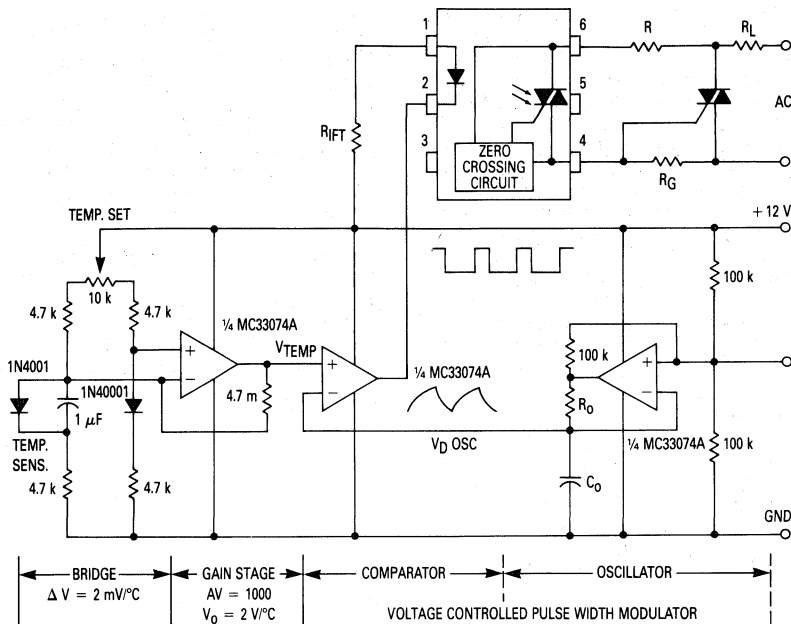 1
6
R
RL
2
5
AC
RIFT
3
4
ZERO
CROSSING
CIRCUIT
RG
TEMP. SET
+ 12 V
10 k
100 k
4.7 k
4.7 k
¼ MC33074A
VTEMP
¼ MC33074A
100 k
1N4001
1N40001
4.7 m
Ro
1 µF
¼ MC33074A
100 k
TEMP.
SENS.
VD OSC
4.7 k
4.7 k
Co
GND
BRIDGE
GAIN STAGE
COMPARATOR
OSCILLATOR
Δ V = 2 mV/°C
AV = 1000
Vo = 2 V/°C
VOLTAGE CONTROLLED PULSE WIDTH MODULATOR